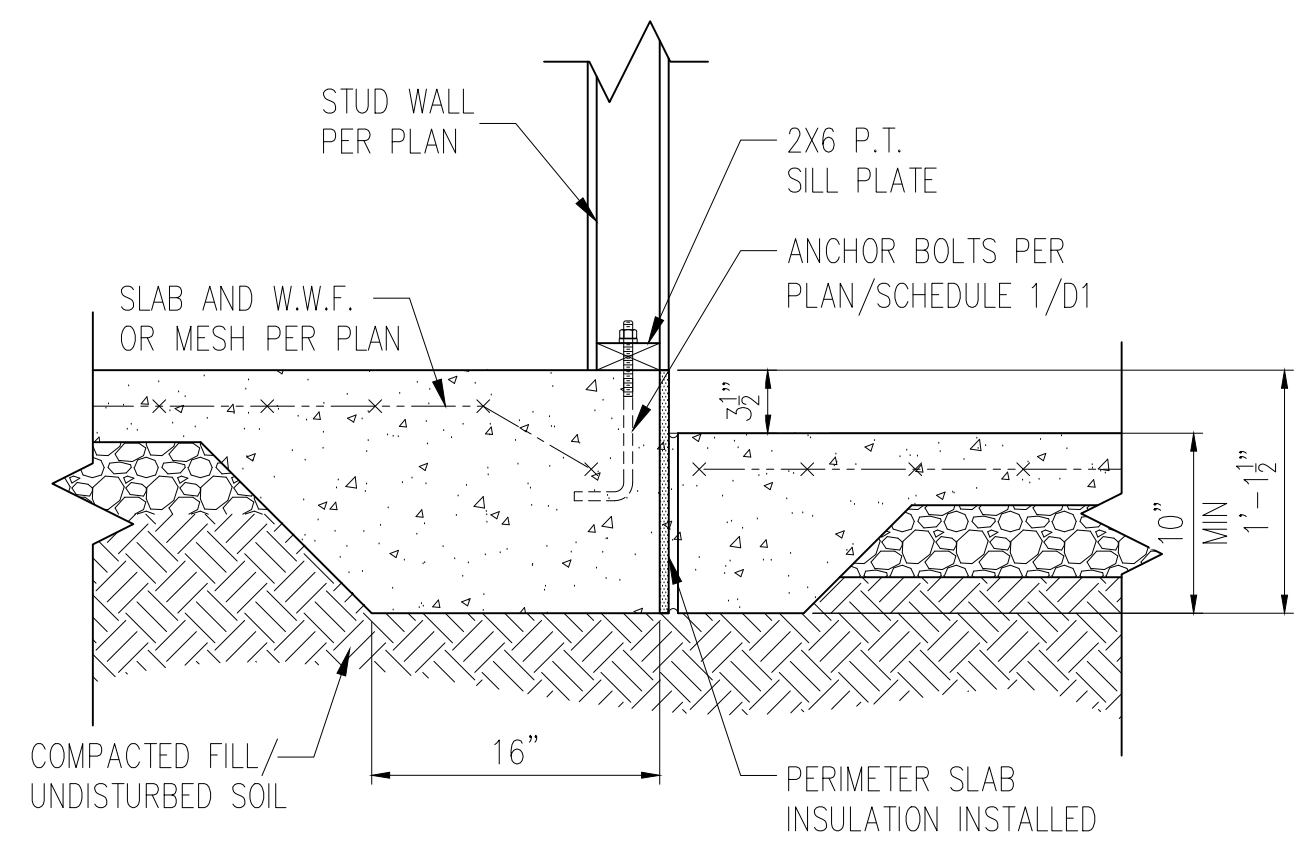 STUD WALL
PER PLAN
2X6 P.T.
SILL PLATE
ANCHOR BOLTS PER
PLAN/SCHEDULE 1/D1
SLAB AND W.W.F.
OR MESH PER PLAN
3½"
10"
MIN
1'-1½"
16"
COMPACTED FILL/
UNDISTURBED SOIL
PERIMETER SLAB
INSULATION INSTALLED